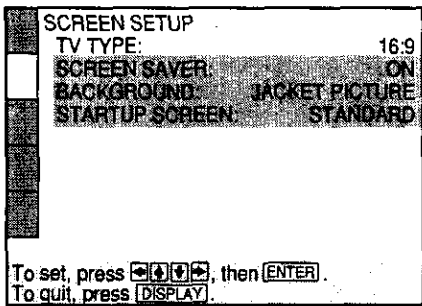 SCREEN SETUP
TV TYPE: 16:9
SCREEN SAVER: ON
BACKGROUND: JACKET PICTURE
STARTUP SCREEN: STANDARD
To set, press ←↑↓→, then ENTER.
To quit, press DISPLAY.